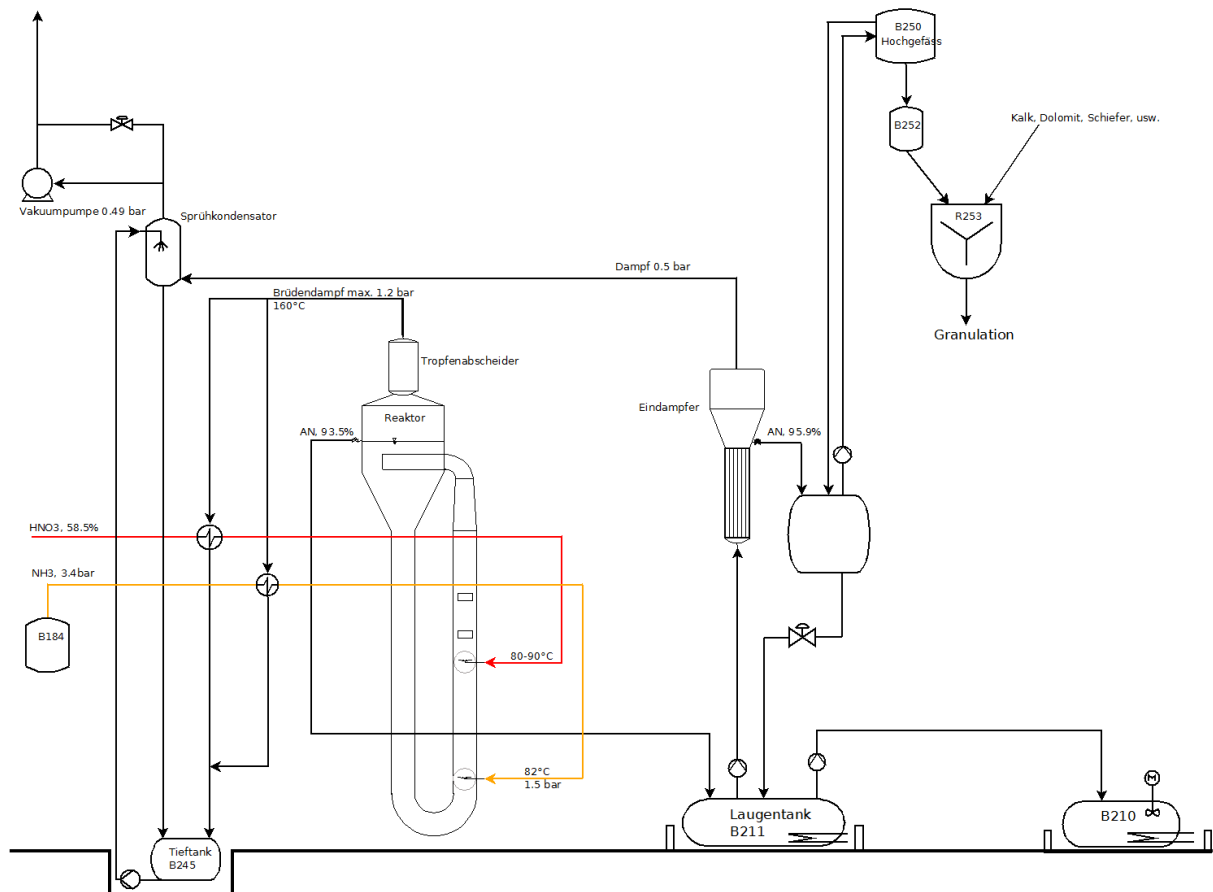 B250
Hochgefäss
B252
Kalk, Dolomit, Schiefer, usw.
Vakuumpumpe 0.49 bar
Sprühkondensator
R253
Dampf 0.5 bar
Brüdendampf max. 1.2 bar
160°C
Granulation
Tropfenabscheider
Eindampfer
Reaktor
AN, 93.5%
AN, 95.9%
HNO3, 58.5%
NH3, 3.4bar
B184
80-90°C
82°C
1.5 bar
M
Laugentank
B211
B210
Tieftank
B245